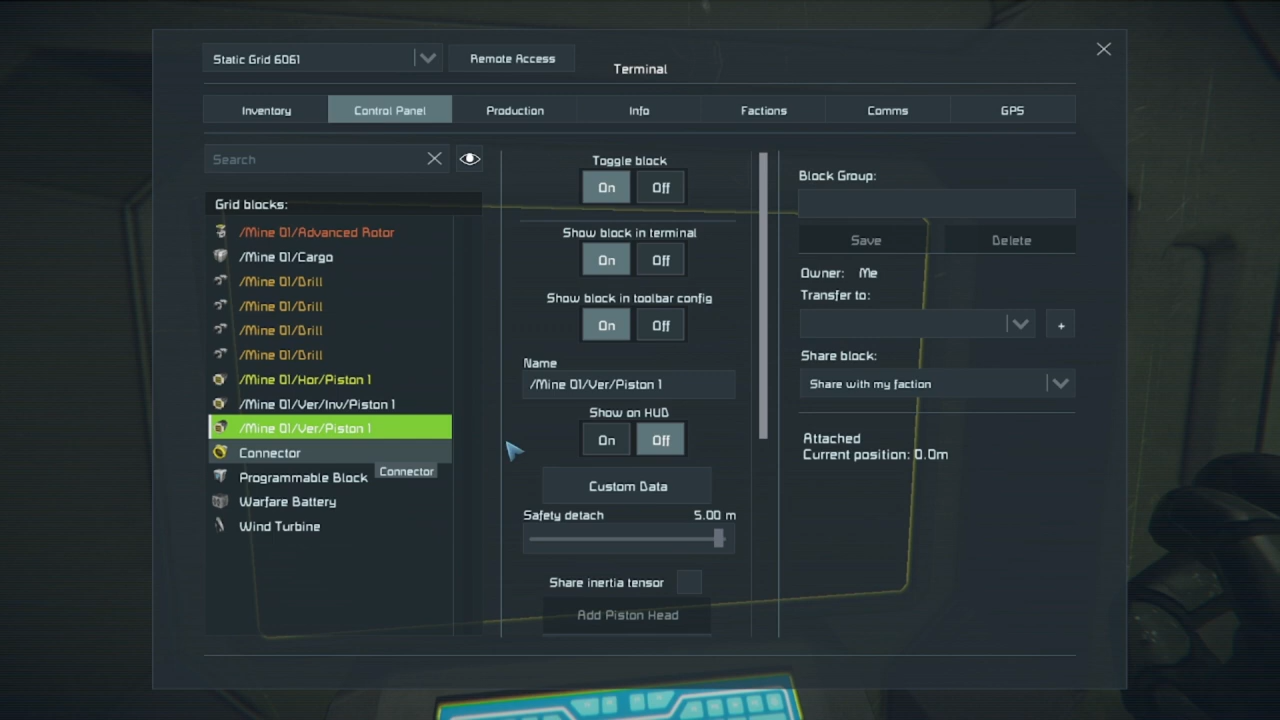 Static Grid 6061
Remote Access
Terminal
Inventory
Control Panel
Production
Info
Factions
Comms
GPS
Search
Grid blocks:
/Mine 01/Advanced Rotor
/Mine 01/Cargo
/Mine 01/Drill
/Mine 01/Drill
/Mine 01/Drill
/Mine 01/Drill
/Mine 01/Hor/Piston 1
/Mine 01/Ver/Inv/Piston 1
/Mine 01/Ver/Piston 1
Connector
Connector
Programmable Block
Warfare Battery
Wind Turbine
Toggle block
On Off
Show block in terminal
On Off
Show block in toolbar config
On Off
Name
/Mine 01/Ver/Piston 1
Show on HUD
On Off
Custom Data
Safety detach 5.00 m
Share inertia tensor
Add Piston Head
Block Group:
Save Delete
Owner: Me
Transfer to:
+
Share block:
Share with my faction
Attached
Current position: 0.0m